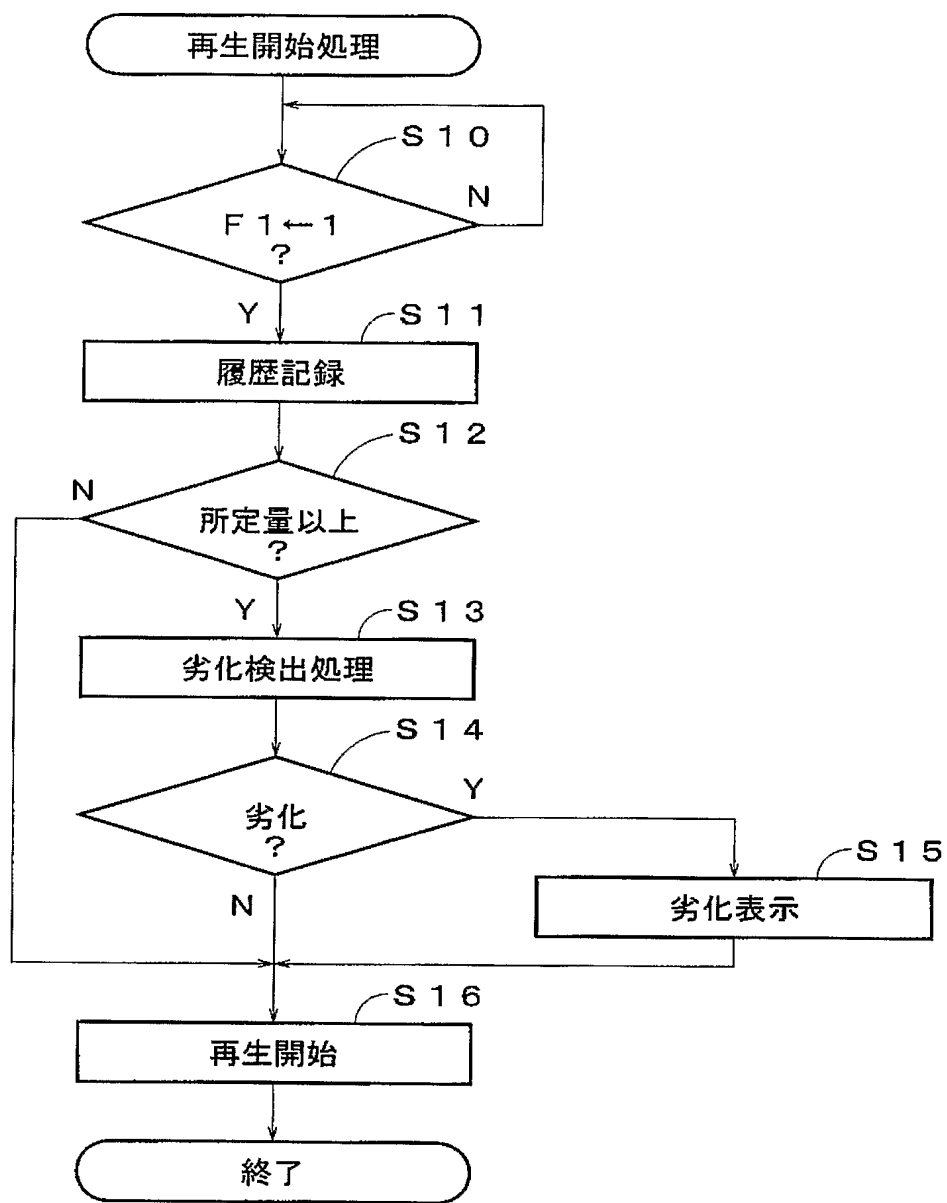 再生開始処理
S10
F1←1
?
N
Y
S11
履歴記録
S12
N
所定量以上
?
Y
S13
劣化検出処理
S14
Y
劣化
?
N
S15
劣化表示
S16
再生開始
終了